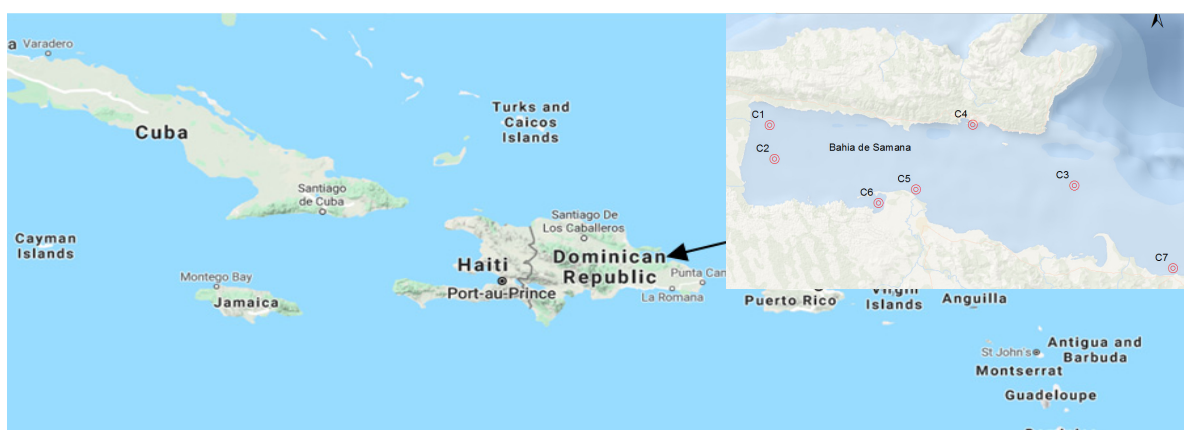 a
Varadero
Cuba
Turks and
Caicos
Islands
Santiago
de Cuba
Cayman
Islands
Montego Bay
Jamaica
Haiti
Port-au-Prince
Santiago De
Los Caballeros
Dominican
Republic
Punta Can
La Romana
C1
C2
Bahia de Samana
C4
C3
C5
C6
C7
Puerto Rico
Virgin
Islands
Anguilla
St John's
Antigua and
Barbuda
Montserrat
Guadeloupe